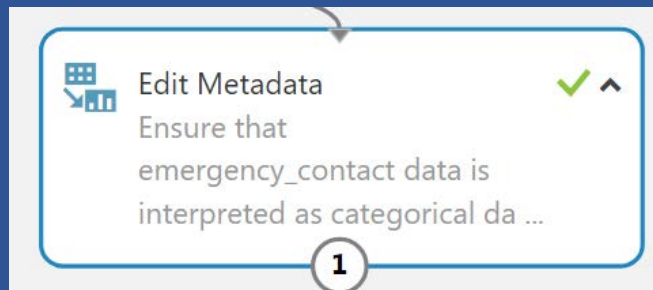 Edit Metadata
Ensure that
emergency_contact data is
interpreted as categorical da ...
1